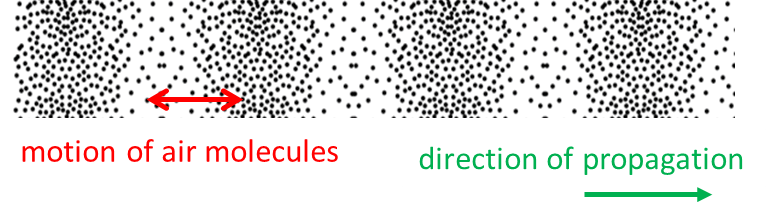 motion of air molecules
direction of propagation